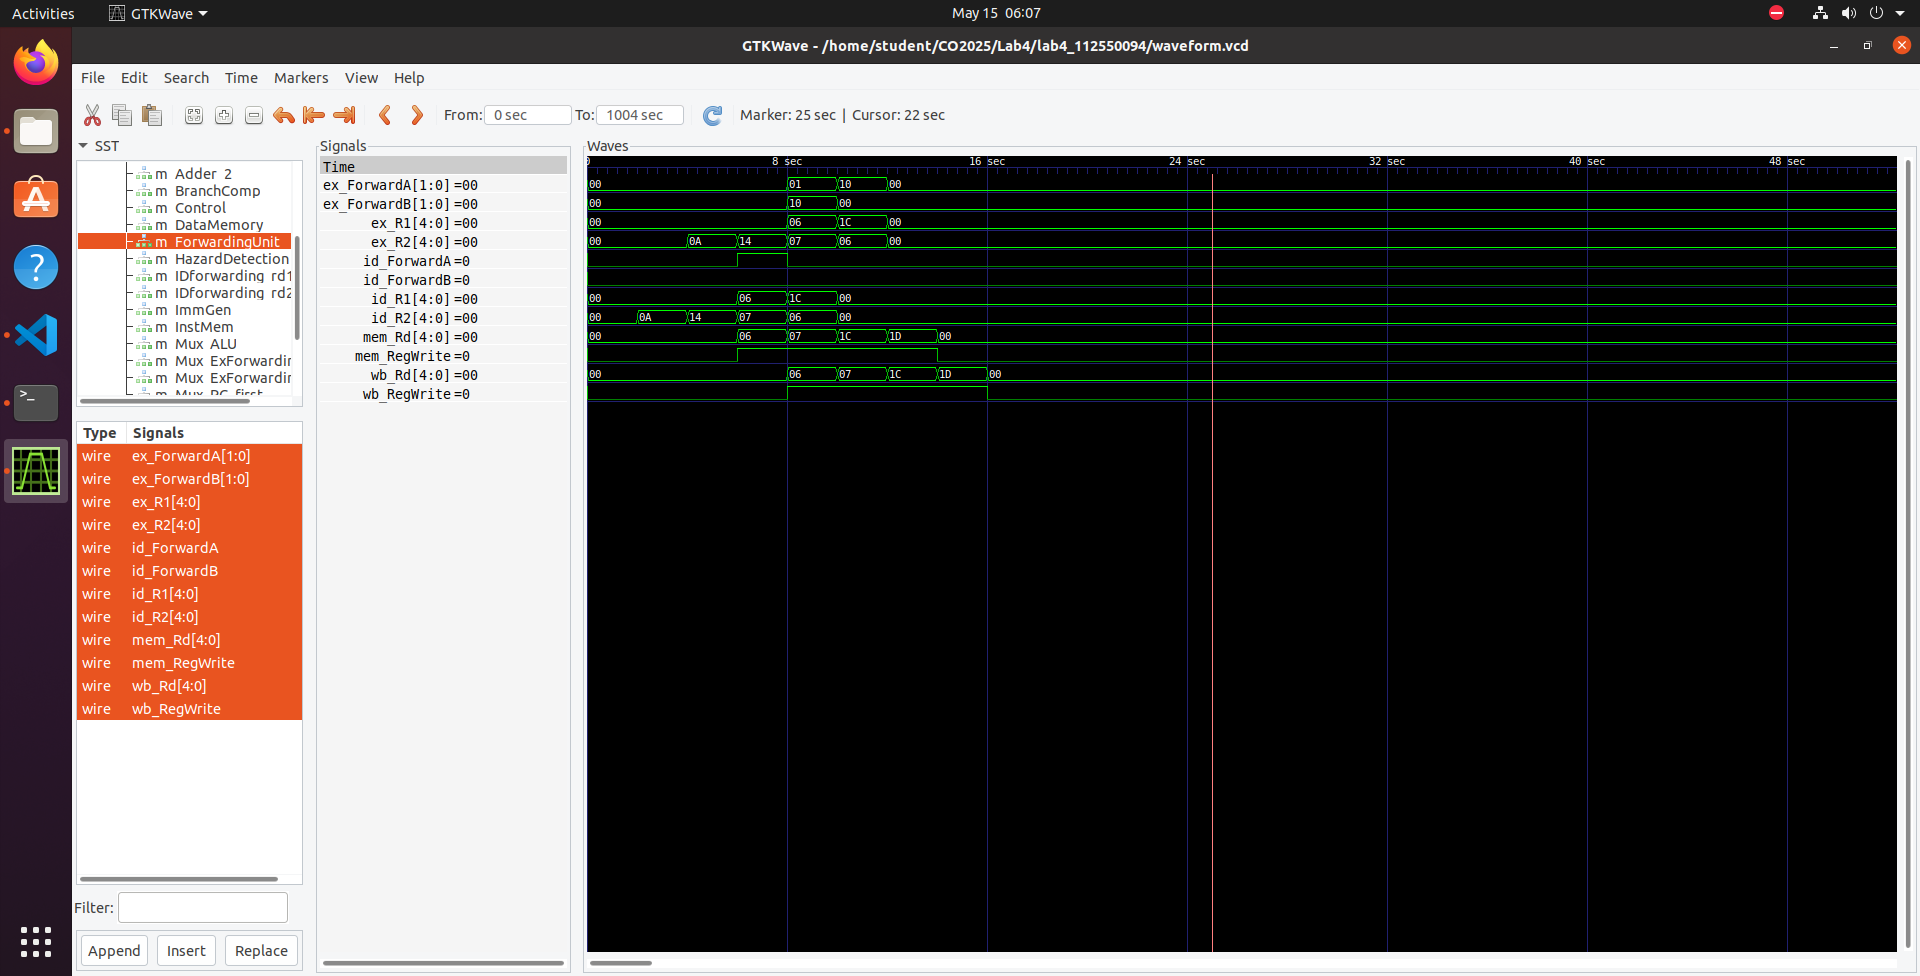 Activities GTKWave May 15 06:07
GTKWave - /home/student/CO2025/Lab4/lab4_112550094/waveform.vcd
File Edit Search Time Markers View Help
From: 0 sec To: 1004 sec Marker: 25 sec | Cursor: 22 sec
SST
m Adder 2
m BranchComp
m Control
m DataMemory
m ForwardingUnit
m HazardDetection
m IDforwarding rd1
m IDforwarding rd2
m ImmGen
m InstMem
m Mux ALU
m Mux ExForwardin
m Mux ExForwardin
m Mux PC first
Type Signals
wire ex_ForwardA[1:0]
wire ex_ForwardB[1:0]
wire ex_R1[4:0]
wire ex_R2[4:0]
wire id_ForwardA
wire id_ForwardB
wire id_R1[4:0]
wire id_R2[4:0]
wire mem_Rd[4:0]
wire mem_RegWrite
wire wb_Rd[4:0]
wire wb_RegWrite
Filter:
Append Insert Replace
Signals
Time
ex_ForwardA[1:0]=00
ex_ForwardB[1:0]=00
ex_R1[4:0]=00
ex_R2[4:0]=00
id_ForwardA=0
id_ForwardB=0
id_R1[4:0]=00
id_R2[4:0]=00
mem_Rd[4:0]=00
mem_RegWrite=0
wb_Rd[4:0]=00
wb_RegWrite=0
Waves
0 8 sec 16 sec 24 sec 32 sec 40 sec 48 sec
00 01 10 00
00 10 00
00 06 1C 00
00 0A 14 07 06 00
00 06 1C 00
00 0A 14 07 06 00
00 06 07 1C 1D 00
00 06 07 1C 1D 00